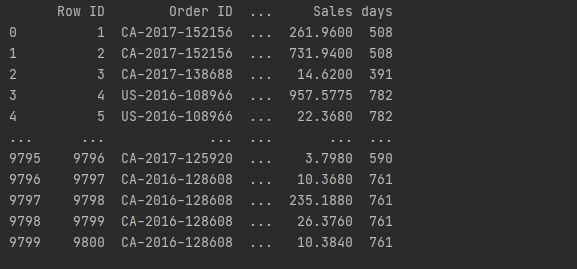 Row ID Order ID ... Sales days
0 1 CA-2017-152156 ... 261.9600 508
1 2 CA-2017-152156 ... 731.9400 508
2 3 CA-2017-138688 ... 14.6200 391
3 4 US-2016-108966 ... 957.5775 782
4 5 US-2016-108966 ... 22.3680 782
... ... ... ... ... ...
9795 9796 CA-2017-125920 ... 3.7980 590
9796 9797 CA-2016-128608 ... 10.3680 761
9797 9798 CA-2016-128608 ... 235.1880 761
9798 9799 CA-2016-128608 ... 26.3760 761
9799 9800 CA-2016-128608 ... 10.3840 761